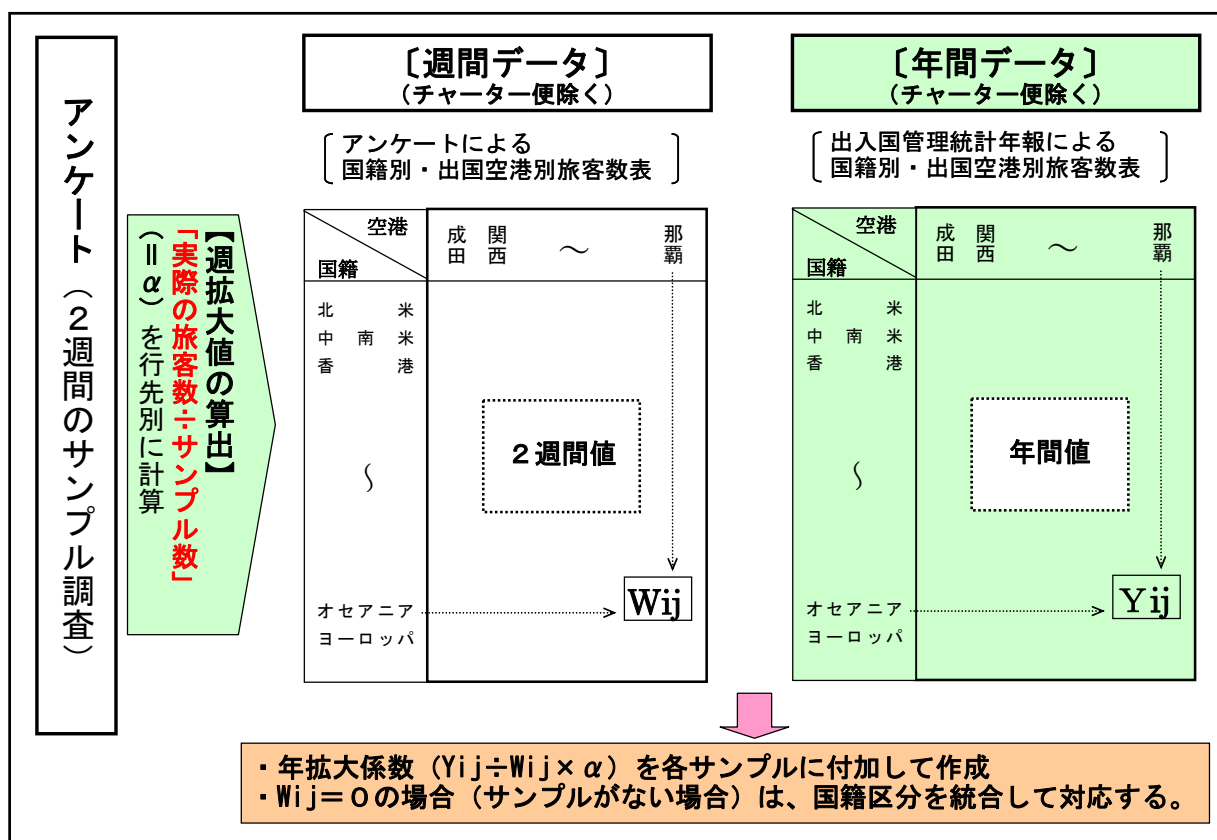 アンケート（２週間のサンプル調査）
【週拡大値の算出】
「実際の旅客数÷サンプル数」
（＝α）を行先別に計算
〔週間データ〕
（チャーター便除く）
アンケートによる
国籍別・出国空港別旅客数表
空港
国籍
成田 関西 ～ 那覇
北米
中南米
香港
～
２週間値
オセアニア
ヨーロッパ
Wij
〔年間データ〕
（チャーター便除く）
出入国管理統計年報による
国籍別・出国空港別旅客数表
空港
国籍
成田 関西 ～ 那覇
北米
中南米
香港
～
年間値
オセアニア
ヨーロッパ
Yij
・年拡大係数（Yij÷Wij×α）を各サンプルに付加して作成
・Wij＝０の場合（サンプルがない場合）は、国籍区分を統合して対応する。